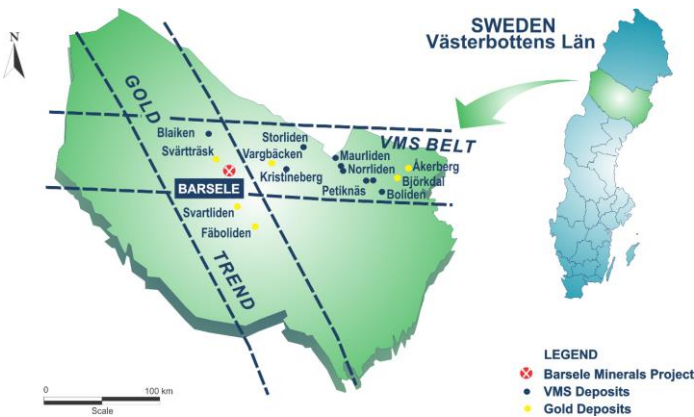 SWEDEN
Västerbottens Län
N
GOLD
TREND
VMS BELT
Blaiken
Storliden
Svärtträsk
Vargbäcken
Maurliden
Åkerberg
Kristineberg
Norrliden
Björkdal
BARSELE
Petiknäs
Boliden
Svartliden
Fäboliden
LEGEND
Barsele Minerals Project
VMS Deposits
Gold Deposits
0 100 km
Scale